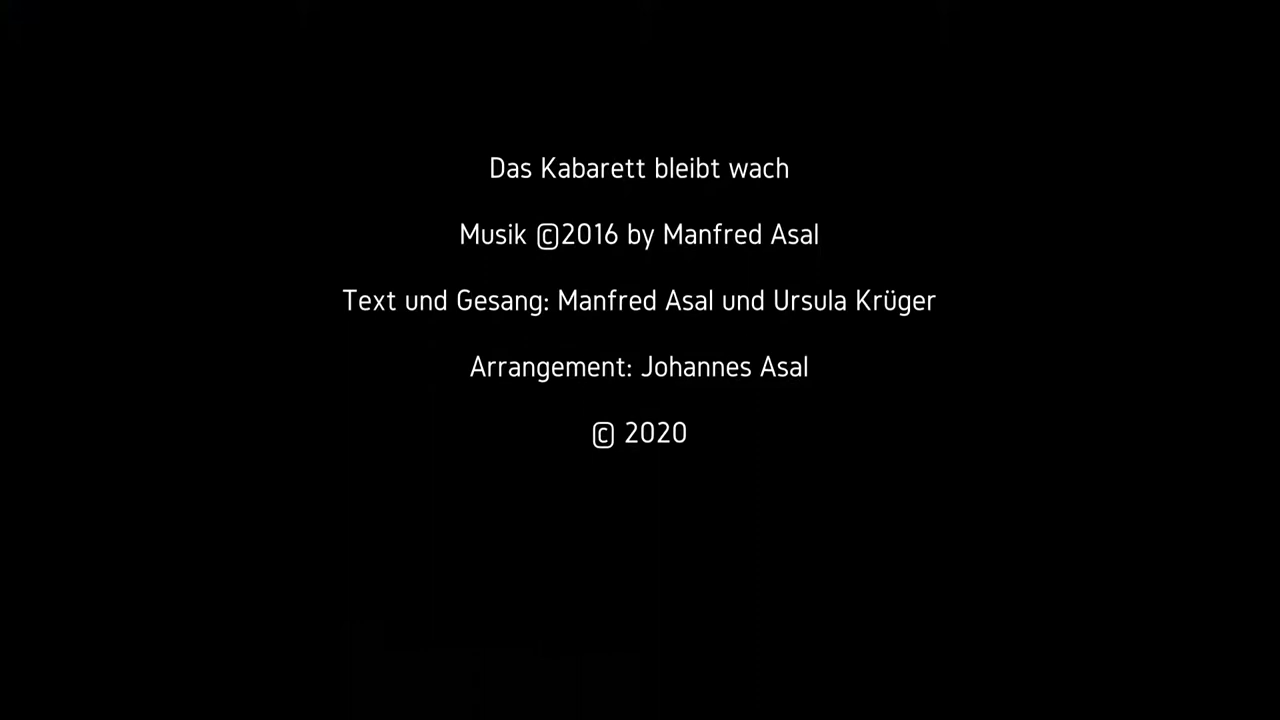 Das Kabarett bleibt wach
Musik ©2016 by Manfred Asal
Text und Gesang: Manfred Asal und Ursula Krüger
Arrangement: Johannes Asal
© 2020